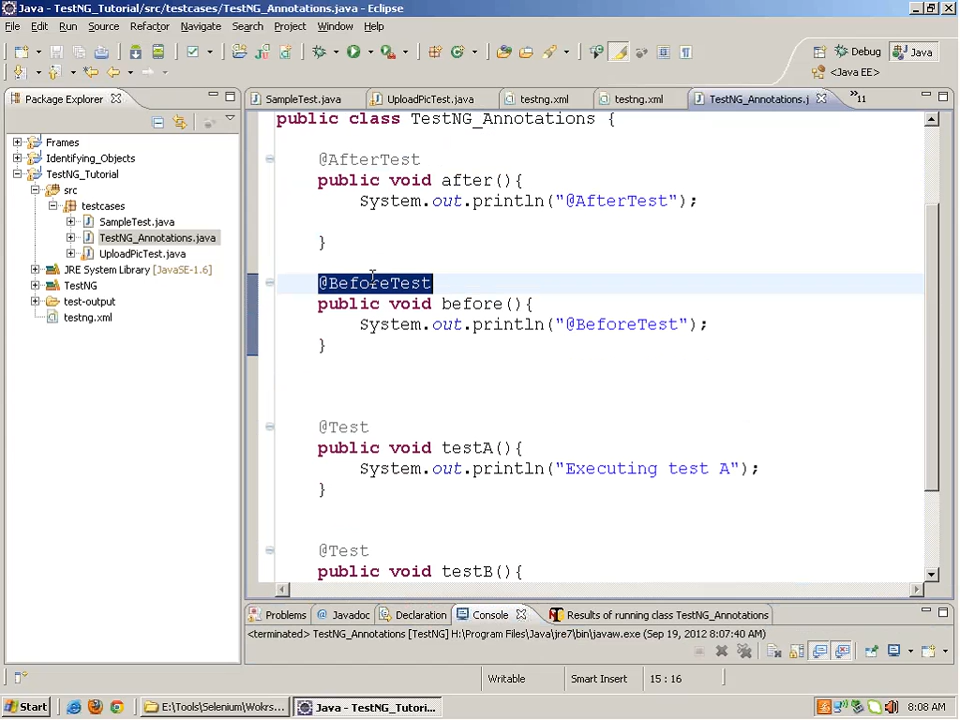 Java - TestNG_Tutorial/src/testcases/TestNG_Annotations.java - Eclipse
File Edit Run Source Refactor Navigate Search Project Window Help
Debug Java
<Java EE>
Package Explorer
SampleTest.java UploadPicTest.java testng.xml testng.xml TestNG_Annotations.j »11
Frames
Identifying_Objects
TestNG_Tutorial
src
testcases
SampleTest.java
TestNG_Annotations.java
UploadPicTest.java
JRE System Library [JavaSE-1.6]
TestNG
test-output
testng.xml
public class TestNG_Annotations {
@AfterTest
public void after(){
System.out.println("@AfterTest");
}
@BeforeTest
public void before(){
System.out.println("@BeforeTest");
}
@Test
public void testA(){
System.out.println("Executing test A");
}
@Test
public void testB(){
Problems Javadoc Declaration Console Results of running class TestNG_Annotations
<terminated> TestNG_Annotations [TestNG] H:\Program Files\Java\jre7\bin\javaw.exe (Sep 19, 2012 8:07:40 AM)
Writable Smart Insert 15 : 16
Start E:\Tools\Selenium\Wokrs... Java - TestNG_Tutori... 8:08 AM